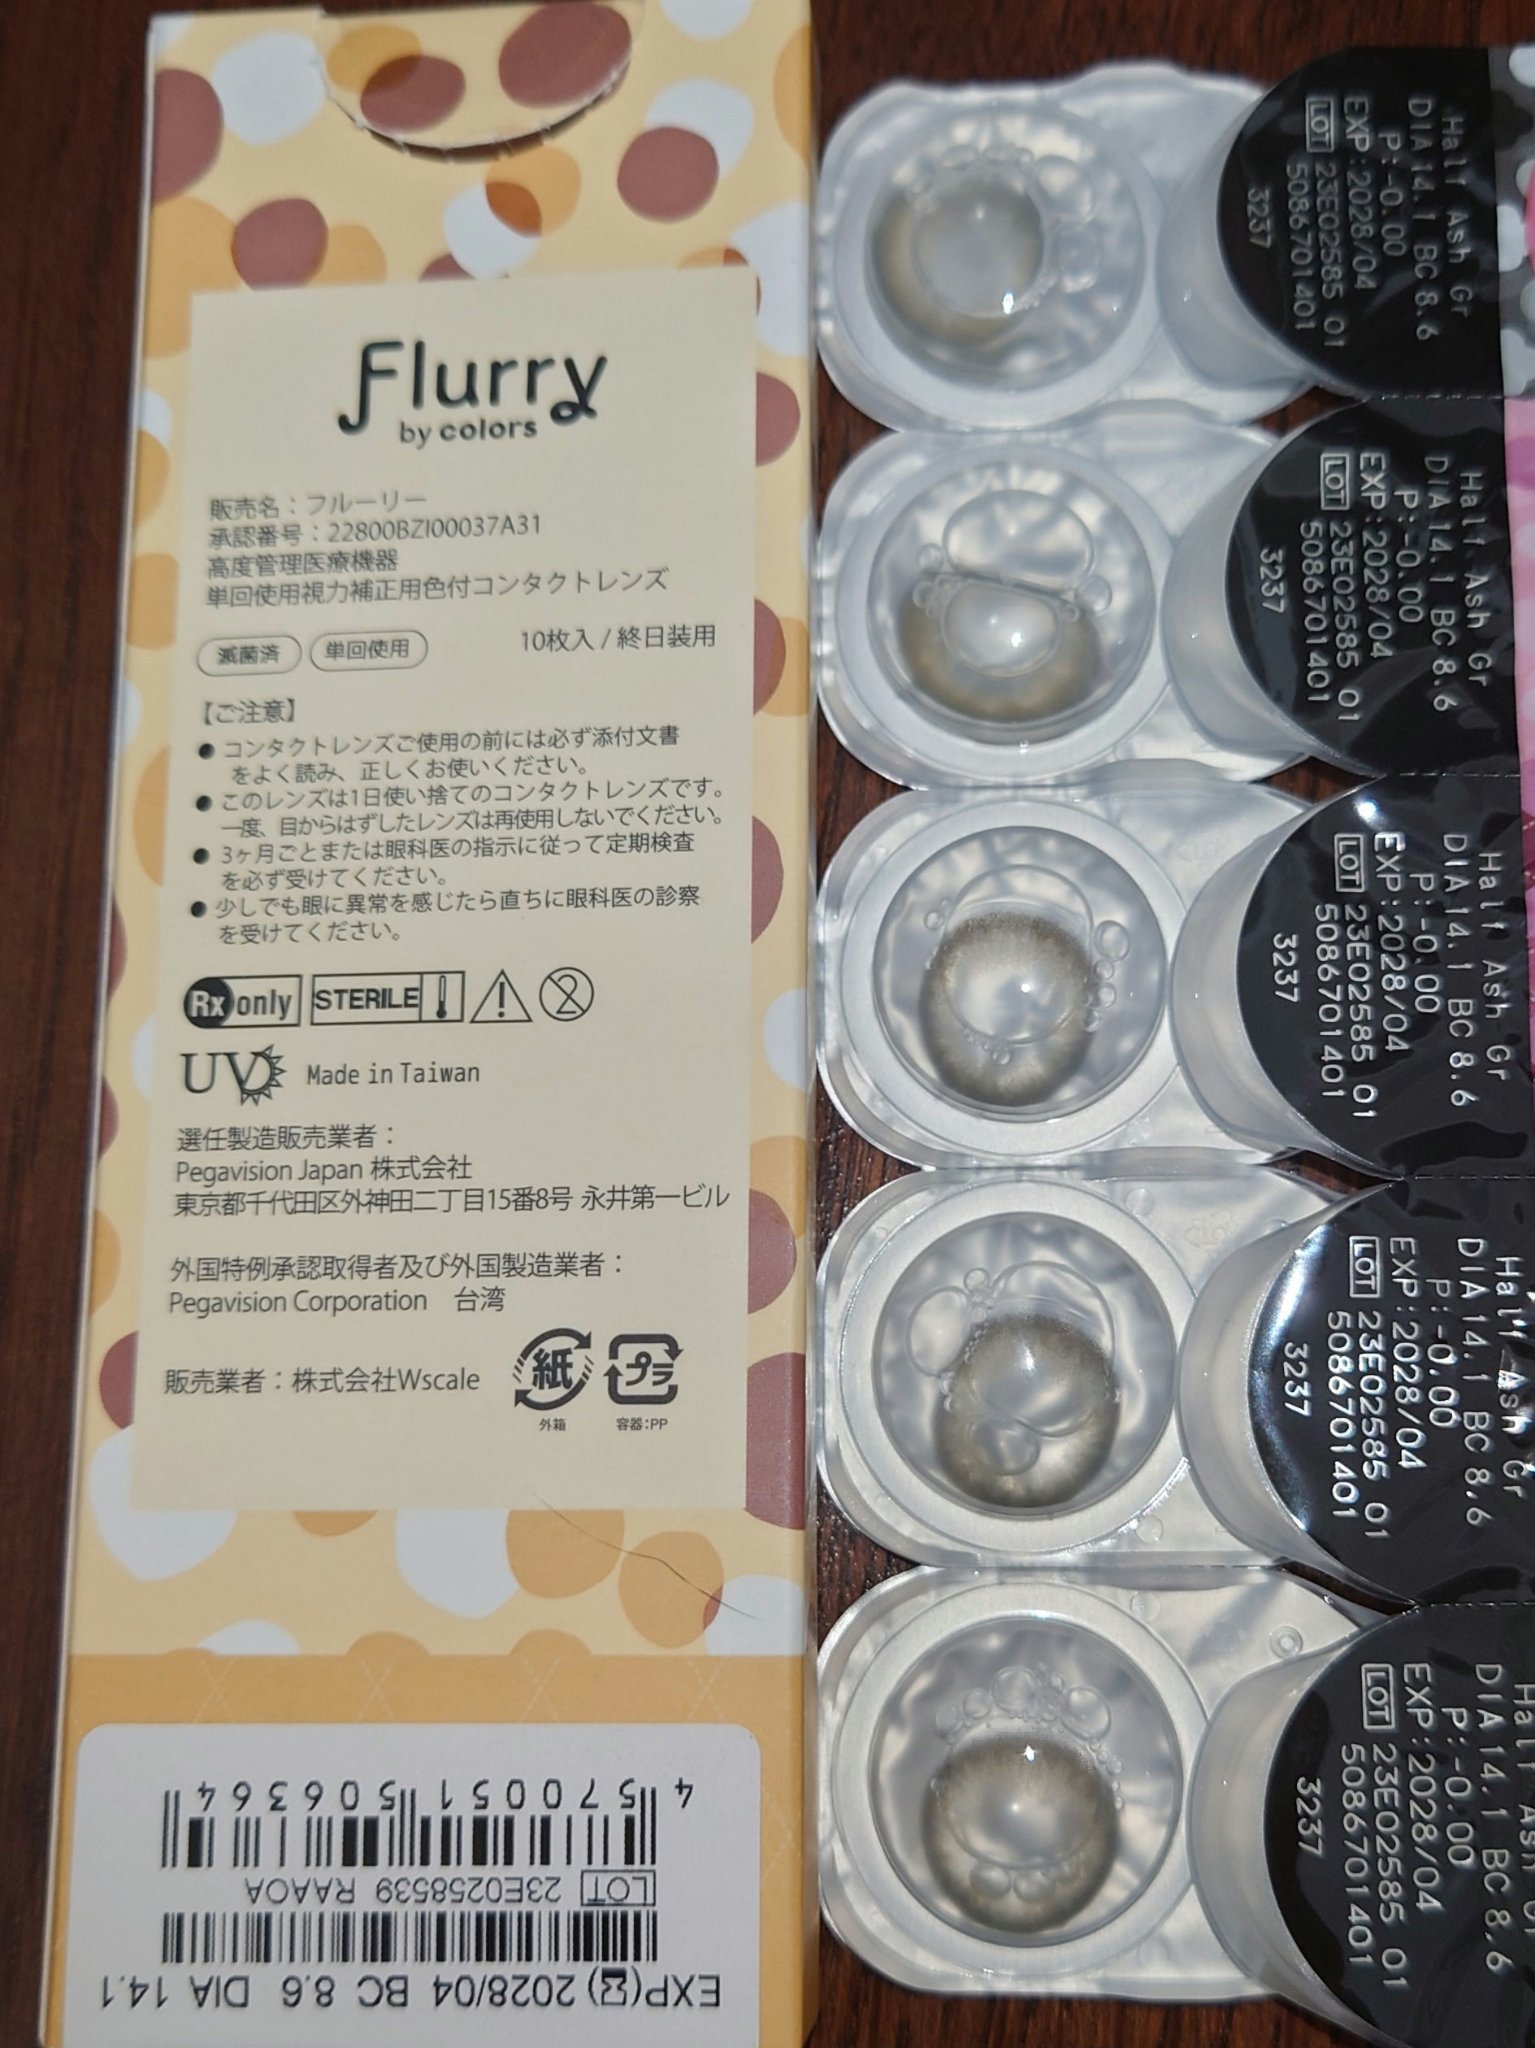 Flurry
by colors
販売名：フルーリー
承認番号：22800BZI00037A31
高度管理医療機器
単回使用視力補正用色付コンタクトレンズ
滅菌済 単回使用 10枚入 / 終日装用
【ご注意】
● コンタクトレンズご使用の前には必ず添付文書
をよく読み、正しくお使いください。
● このレンズは1日使い捨てのコンタクトレンズです。
一度、目からはずしたレンズは再使用しないでください。
● 3ヶ月ごとまたは眼科医の指示に従って定期検査
を必ず受けてください。
● 少しでも眼に異常を感じたら直ちに眼科医の診察
を受けてください。
Rx only STERILE 2
UV Made in Taiwan
選任製造販売業者：
Pegavision Japan 株式会社
東京都千代田区外神田二丁目15番8号 永井第一ビル
外国特例承認取得者及び外国製造業者：
Pegavision Corporation 台湾
販売業者：株式会社Wscale
紙 プラ
外箱 容器：PP
4 570051 506364
LOT 23E0258539 RAAOA
EXP 2028/04 BC 8.6 DIA 14.1
Half Ash Gr
DIA14.1 BC 8.6
P:-0.00
EXP:2028/04
LOT 23E02585 01
5086701401
3237
Half Ash Gr
DIA14.1 BC 8.6
P:-0.00
EXP:2028/04
LOT 23E02585 01
5086701401
3237
Half Ash Gr
DIA14.1 BC 8.6
P:-0.00
EXP:2028/04
LOT 23E02585 01
5086701401
3237
Half Ash Gr
DIA14.1 BC 8.6
P:-0.00
EXP:2028/04
LOT 23E02585 01
5086701401
3237
Half Ash
DIA14.1 BC 8.6
P:-0.00
EXP:2028/04
LOT 23E02585 01
5086701401
3237